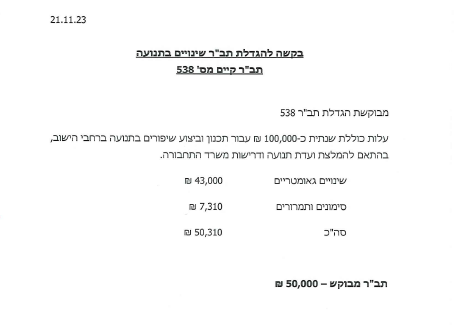 21.11.23
בקשה להגדלת תב"ר שינויים בתנועה
תב"ר קיים מס' 538
מבוקשת הגדלת תב"ר 538
עלות כוללת שנתית כ-100,000 ₪ עבור תכנון וביצוע שיפורים בתנועה ברחבי הישוב,
בהתאם להמלצת ועדת תנועה ודרישות משרד התחבורה.
שינויים גאומטריים 43,000 ₪
סימונים ותמרורים 7,310 ₪
סה"כ 50,310 ₪
תב"ר מבוקש – 50,000 ₪